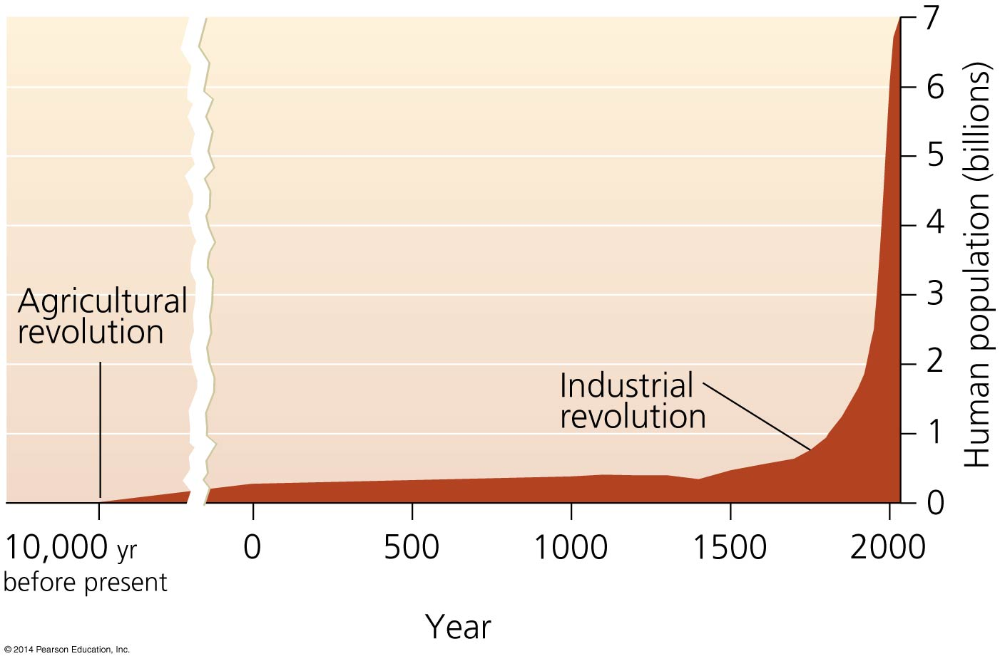 7
6
5
4
3
2
1
0
Human population (billions)
Agricultural
revolution
Industrial
revolution
10,000 yr
before present
0
500
1000
1500
2000
Year
© 2014 Pearson Education, Inc.